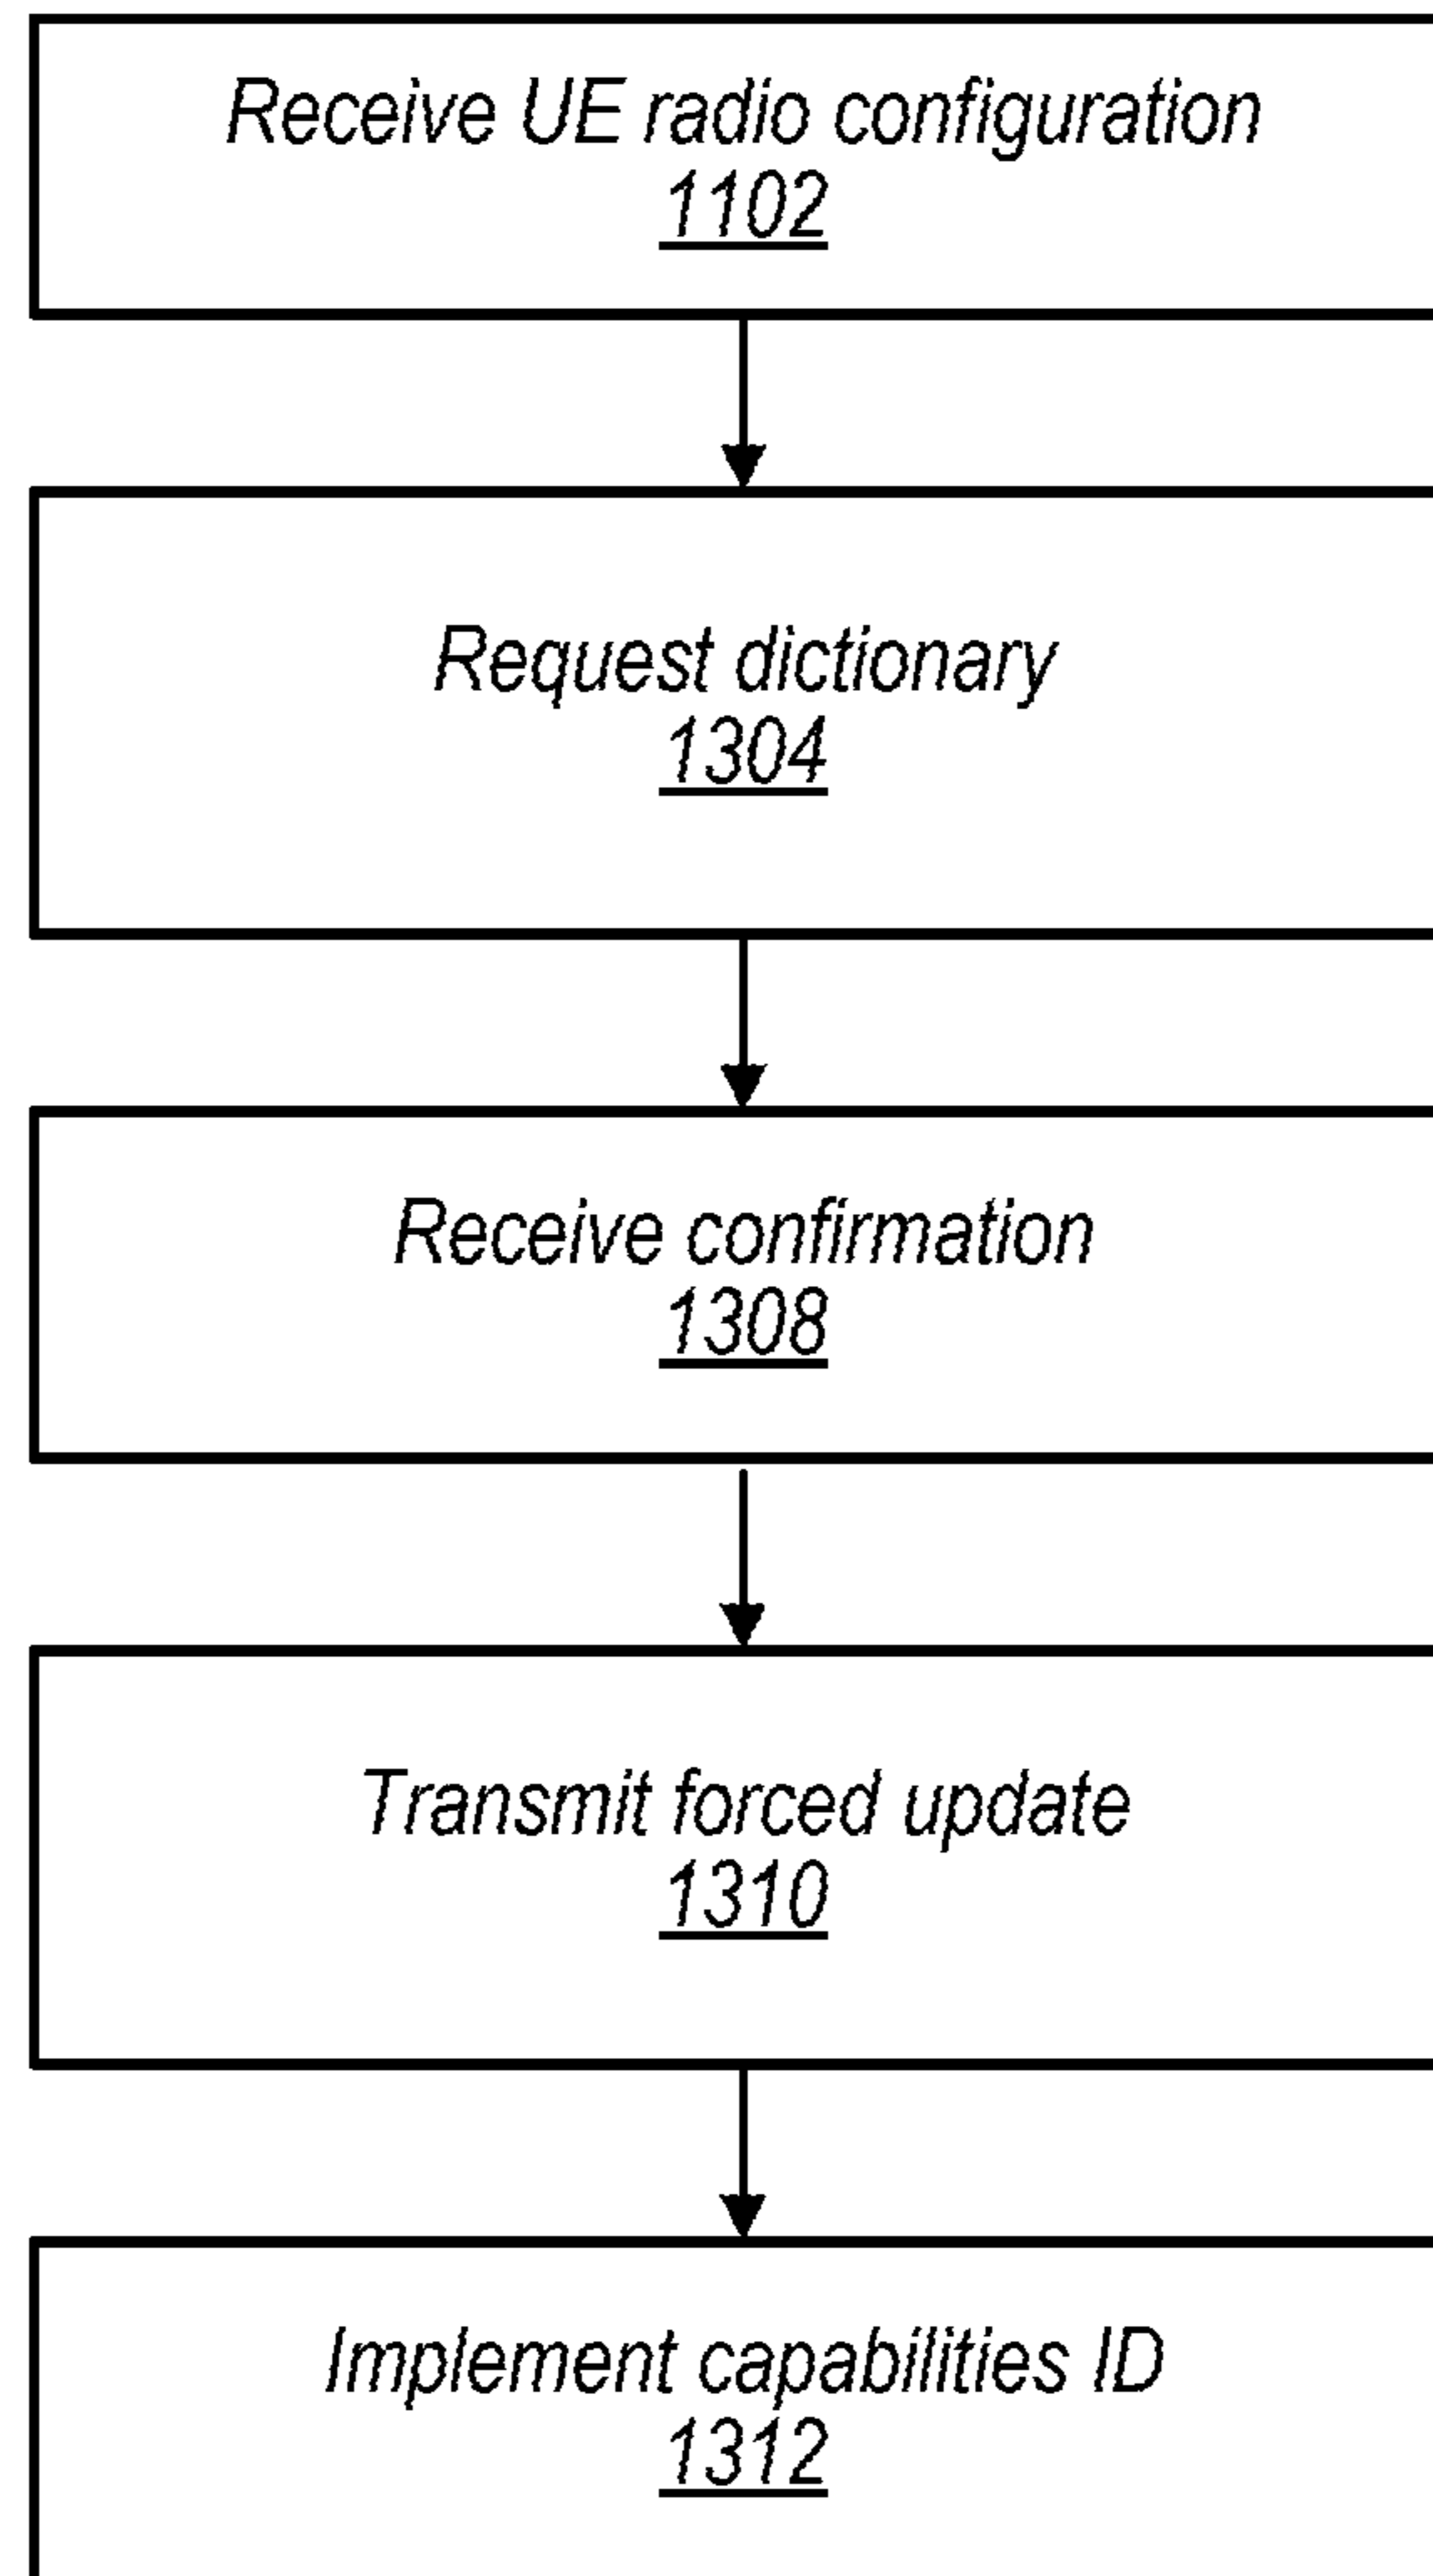 Receive UE radio configuration
1102
Request dictionary
1304
Receive confirmation
1308
Transmit forced update
1310
Implement capabilities ID
1312